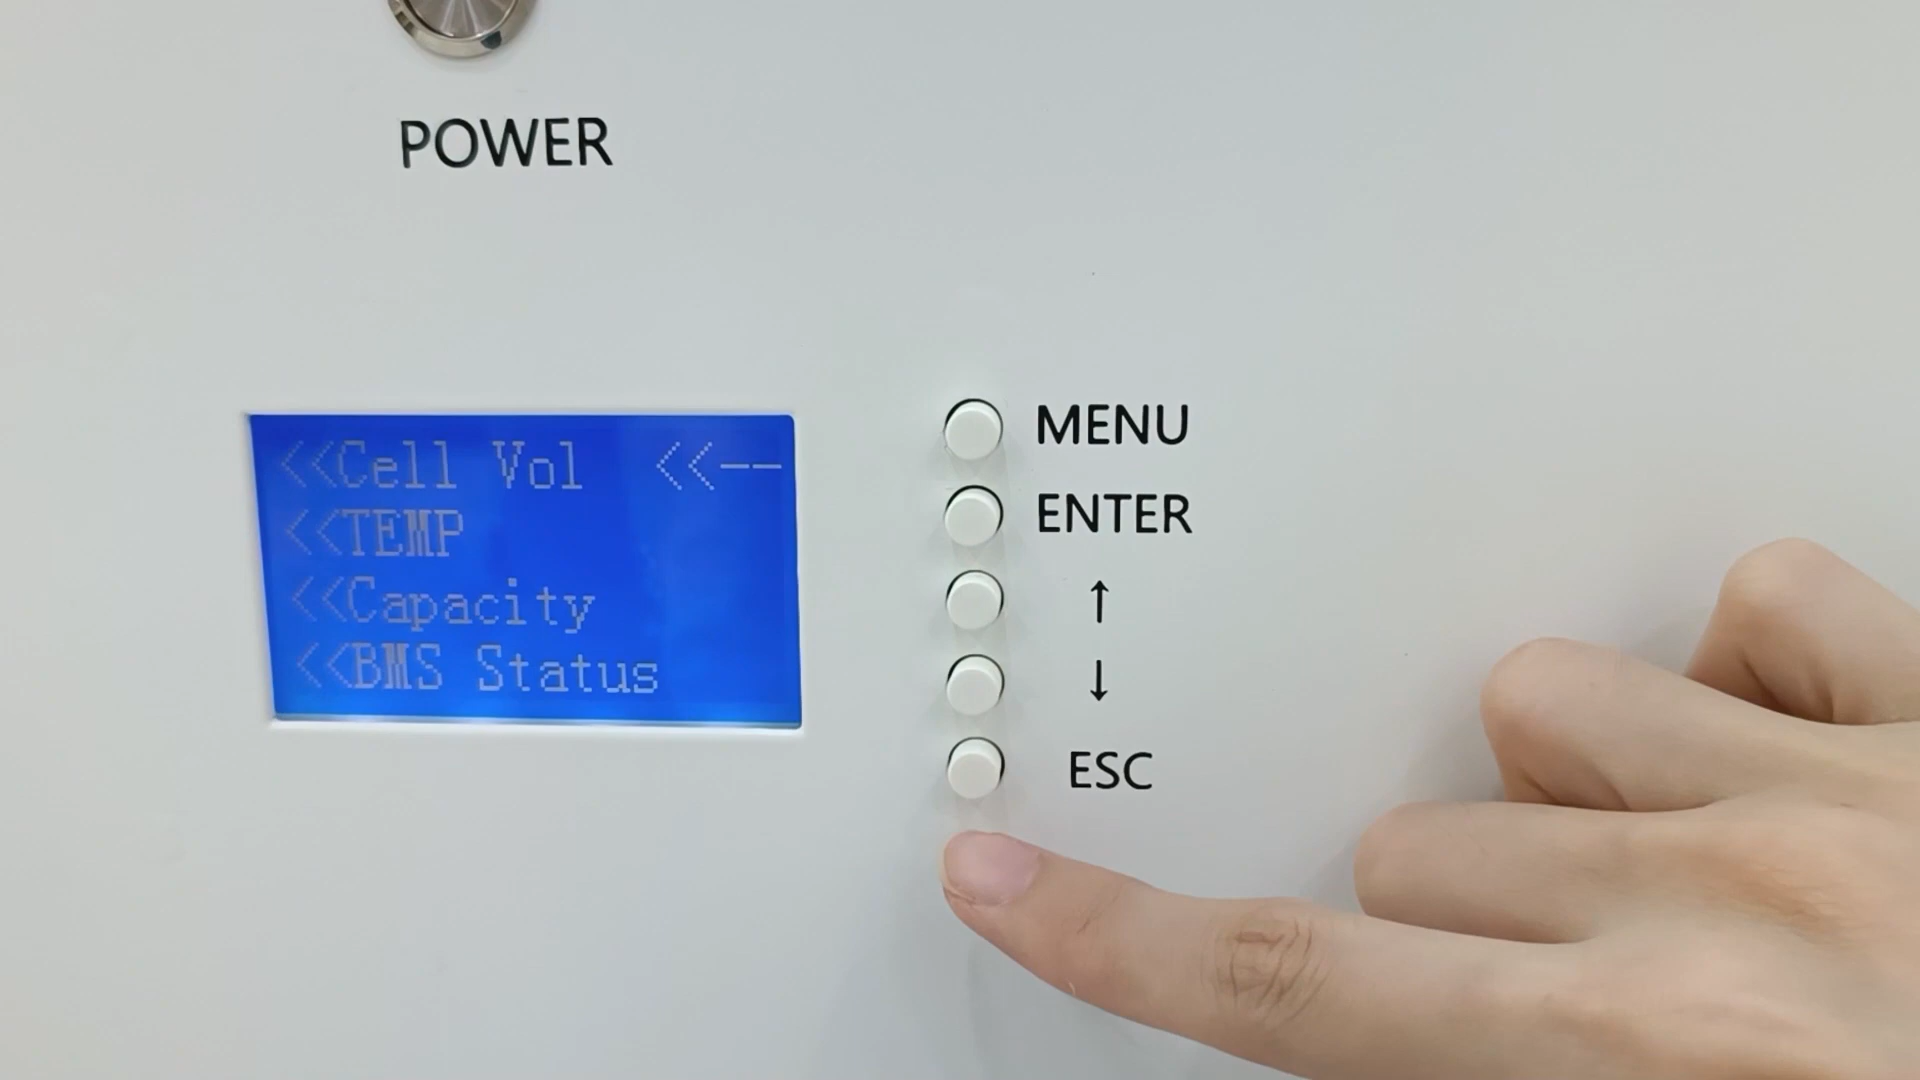 POWER
<<Cell Vol <<--
<<TEMP
<<Capacity
<<BMS Status
MENU
ENTER
↑
↓
ESC